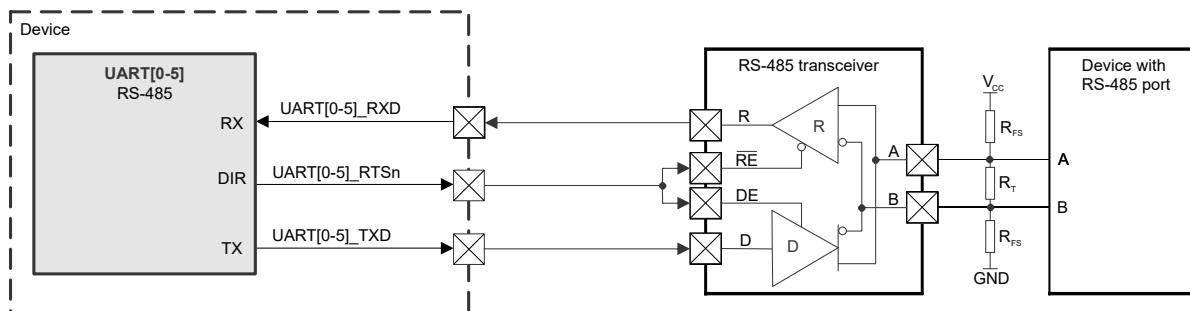 Device
UART[0-5]
RS-485
RX
UART[0-5]_RXD
DIR
UART[0-5]_RTSn
TX
UART[0-5]_TXD
RS-485 transceiver
R
R
RE
DE
D
D
A
B
VCC
RFS
RT
RFS
GND
Device with
RS-485 port
A
B